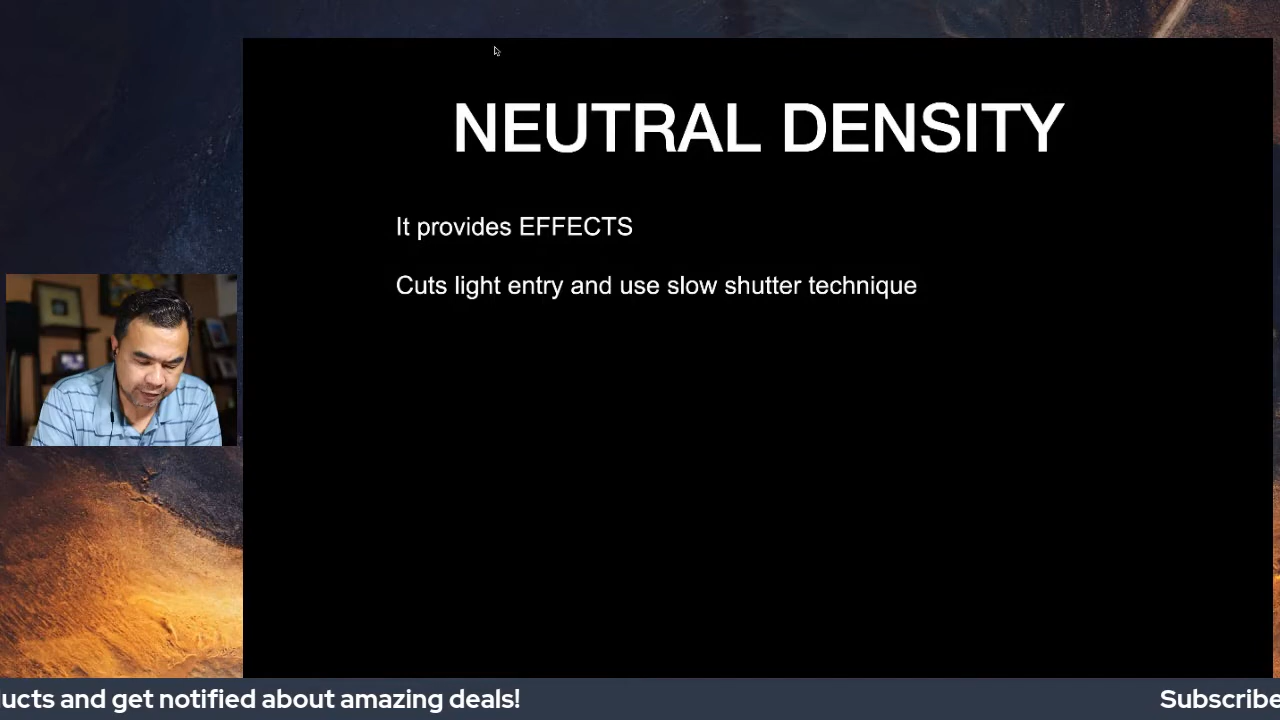 NEUTRAL DENSITY
It provides EFFECTS
Cuts light entry and use slow shutter technique
ucts and get notified about amazing deals!
Subscribe